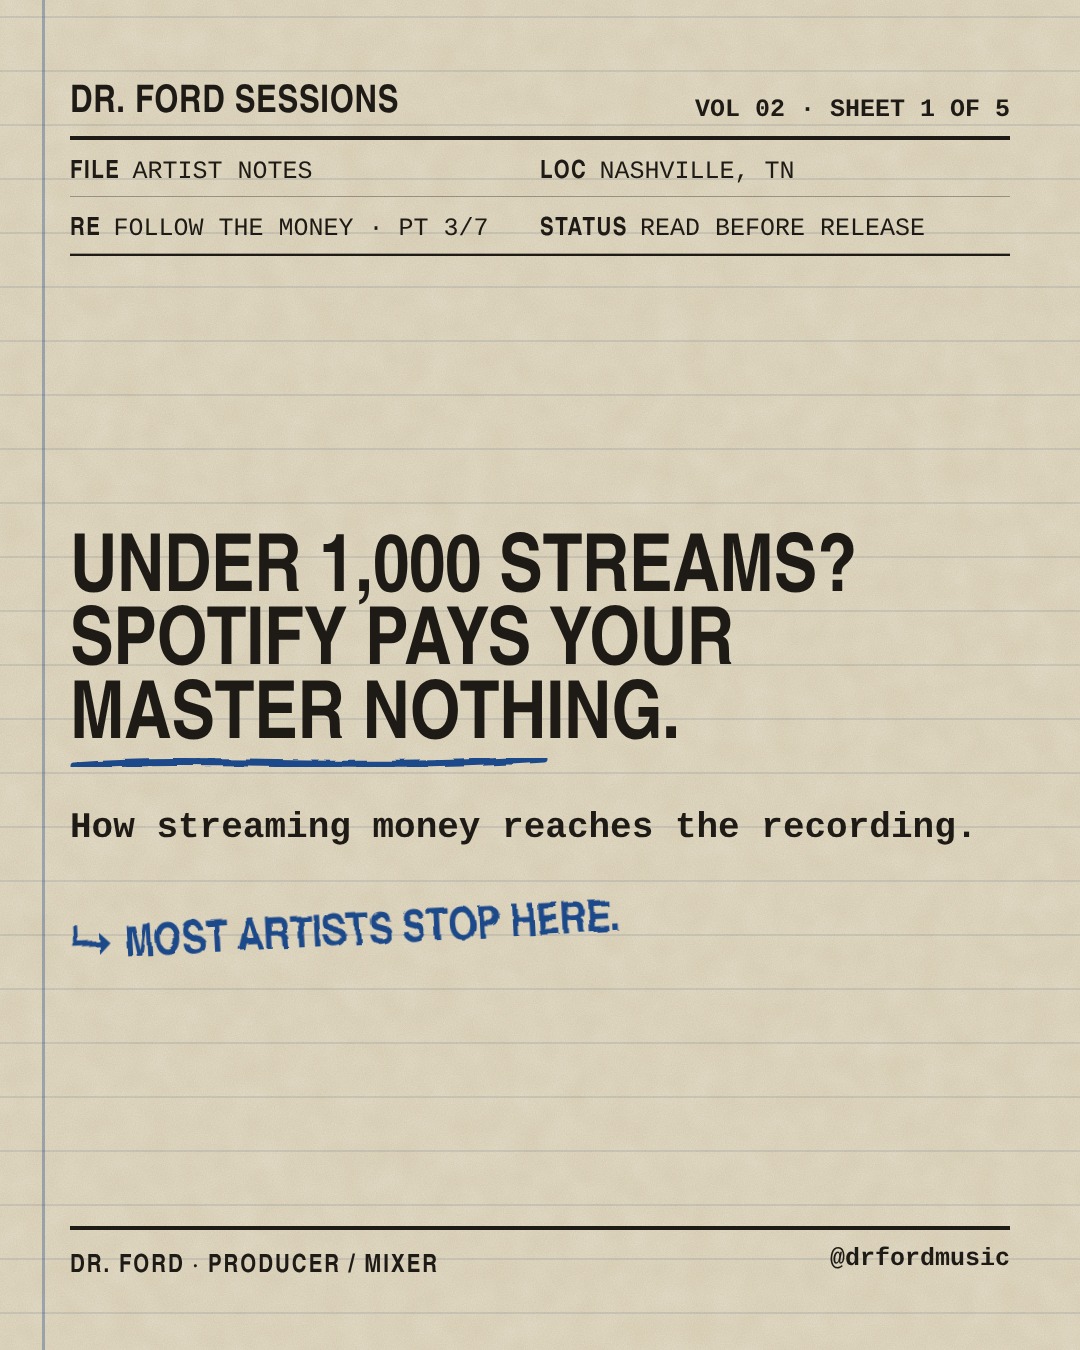 DR. FORD SESSIONS
VOL 02 · SHEET 1 OF 5
FILE ARTIST NOTES
LOC NASHVILLE, TN
RE FOLLOW THE MONEY · PT 3/7
STATUS READ BEFORE RELEASE
UNDER 1,000 STREAMS?
SPOTIFY PAYS YOUR
MASTER NOTHING.
How streaming money reaches the recording.
↳ MOST ARTISTS STOP HERE.
DR. FORD · PRODUCER / MIXER
@drfordmusic